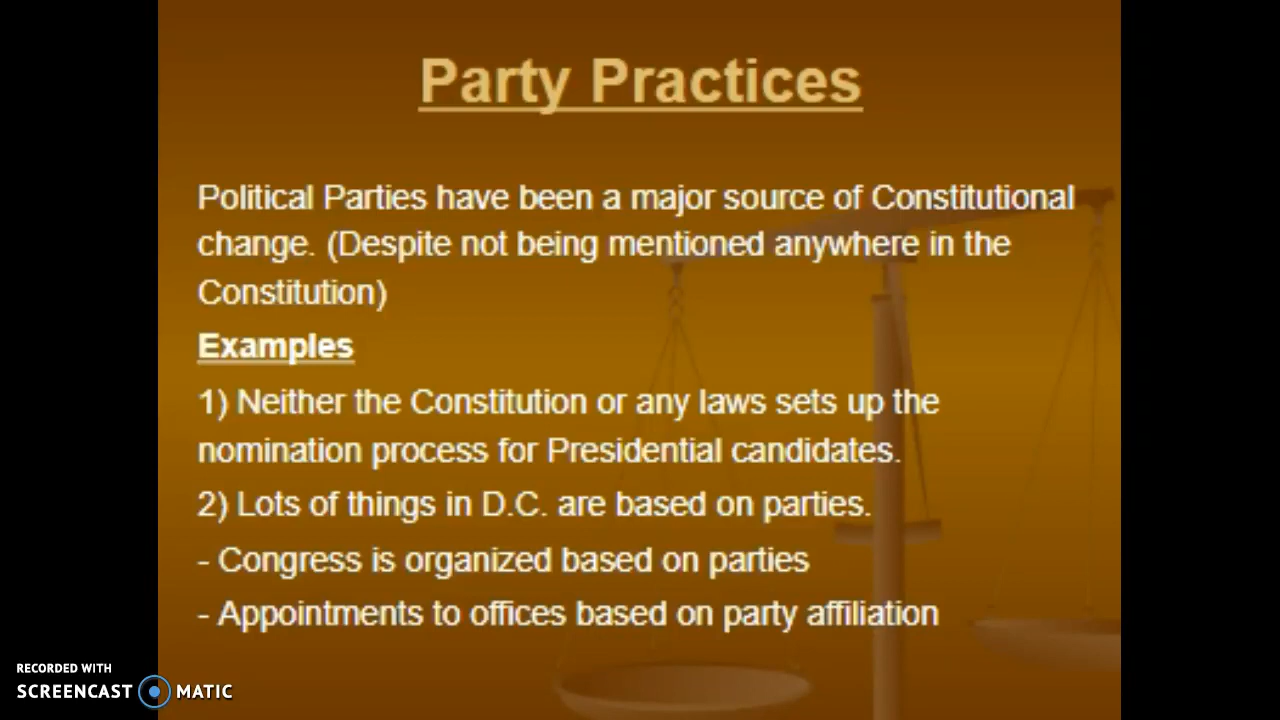 Party Practices
Political Parties have been a major source of Constitutional
change. (Despite not being mentioned anywhere in the
Constitution)
Examples
1) Neither the Constitution or any laws sets up the
nomination process for Presidential candidates.
2) Lots of things in D.C. are based on parties.
- Congress is organized based on parties
- Appointments to offices based on party affiliation
RECORDED WITH
SCREENCAST MATIC